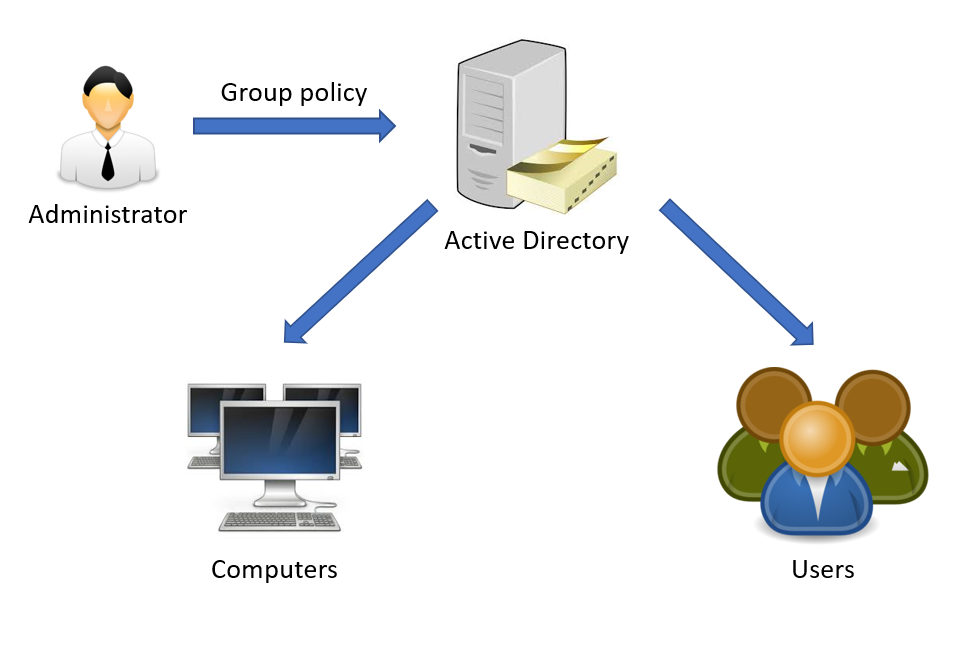 Group policy
Administrator
Active Directory
Computers
Users